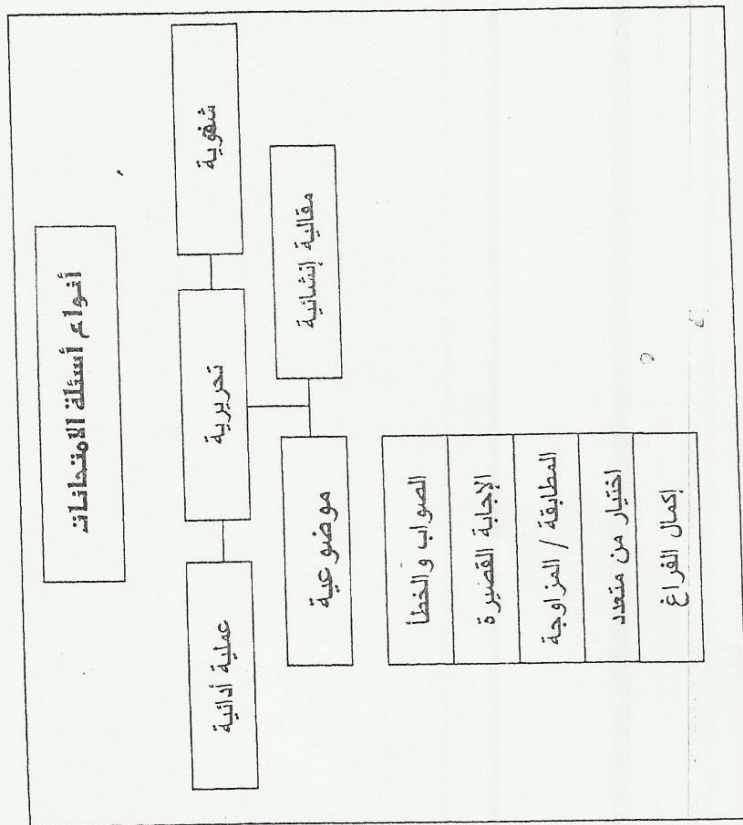 أنواع أسئلة الامتحانات
شفوية
تحريرية
عملية أدائية
مقالية إنشائية
موضوعية
الصواب والخطأ
الإجابة القصيرة
المطابقة / المزاوجة
اختيار من متعدد
إكمال الفراغ